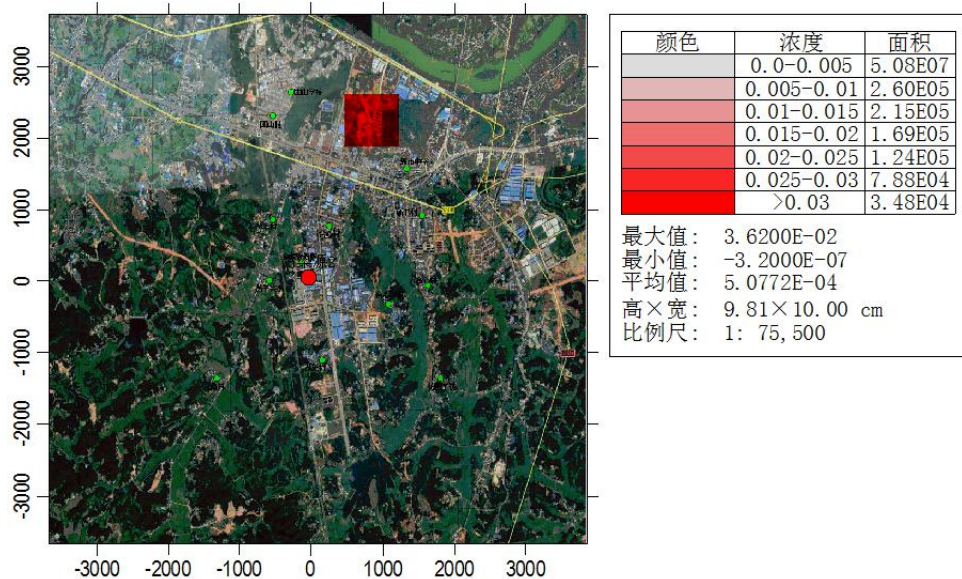 颜色 浓度 面积
0.0-0.005 5.08E07
0.005-0.01 2.60E05
0.01-0.015 2.15E05
0.015-0.02 1.69E05
0.02-0.025 1.24E05
0.025-0.03 7.88E04
>0.03 3.48E04
最大值: 3.6200E-02
最小值: -3.2000E-07
平均值: 5.0772E-04
高×宽: 9.81×10.00 cm
比例尺: 1: 75,500
3000
2000
1000
0
-1000
-2000
-3000
-3000 -2000 -1000 0 1000 2000 3000